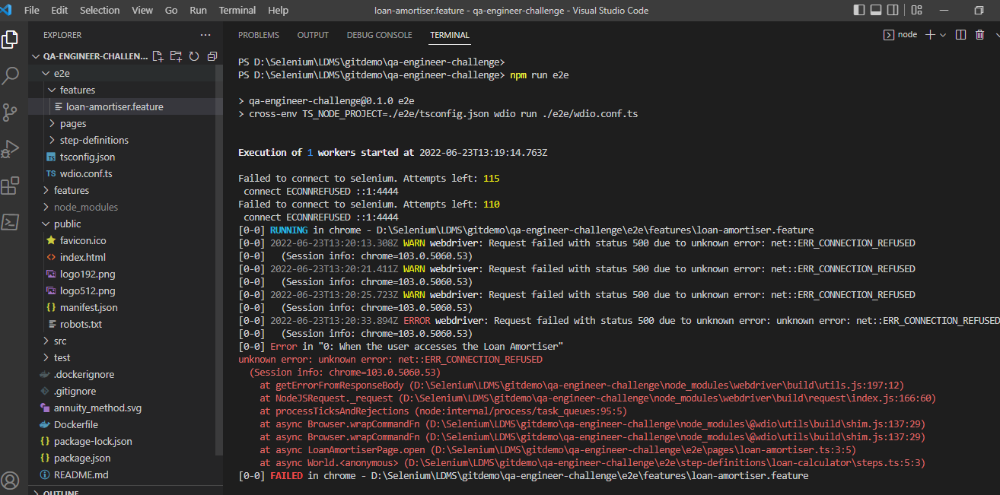 File Edit Selection View Go Run Terminal Help loan-amortiser.feature - qa-engineer-challenge - Visual Studio Code
EXPLORER
QA-ENGINEER-CHALLEN...
e2e
features
loan-amortiser.feature
pages
step-definitions
tsconfig.json
TS wdio.conf.ts
features
node_modules
public
favicon.ico
index.html
logo192.png
logo512.png
manifest.json
robots.txt
src
test
.dockerignore
.gitignore
annuity_method.svg
Dockerfile
package-lock.json
package.json
README.md
OUTLINE
PROBLEMS OUTPUT DEBUG CONSOLE TERMINAL node
PS D:\Selenium\LDMS\gitdemo\qa-engineer-challenge>
PS D:\Selenium\LDMS\gitdemo\qa-engineer-challenge> npm run e2e
> qa-engineer-challenge@0.1.0 e2e
> cross-env TS_NODE_PROJECT=./e2e/tsconfig.json wdio run ./e2e/wdio.conf.ts
Execution of 1 workers started at 2022-06-23T13:19:14.763Z
Failed to connect to selenium. Attempts left: 115
connect ECONNREFUSED ::1:4444
Failed to connect to selenium. Attempts left: 110
connect ECONNREFUSED ::1:4444
[0-0] RUNNING in chrome - D:\Selenium\LDMS\gitdemo\qa-engineer-challenge\e2e\features\loan-amortiser.feature
[0-0] 2022-06-23T13:20:13.308Z WARN webdriver: Request failed with status 500 due to unknown error: net::ERR_CONNECTION_REFUSED
[0-0] (Session info: chrome=103.0.5060.53)
[0-0] 2022-06-23T13:20:21.411Z WARN webdriver: Request failed with status 500 due to unknown error: net::ERR_CONNECTION_REFUSED
[0-0] (Session info: chrome=103.0.5060.53)
[0-0] 2022-06-23T13:20:25.723Z WARN webdriver: Request failed with status 500 due to unknown error: net::ERR_CONNECTION_REFUSED
[0-0] (Session info: chrome=103.0.5060.53)
[0-0] 2022-06-23T13:20:33.894Z ERROR webdriver: Request failed with status 500 due to unknown error: unknown error: net::ERR_CONNECTION_REFUSED
[0-0] (Session info: chrome=103.0.5060.53)
[0-0] Error in "0: When the user accesses the Loan Amortiser"
unknown error: unknown error: net::ERR_CONNECTION_REFUSED
(Session info: chrome=103.0.5060.53)
at getErrorFromResponseBody (D:\Selenium\LDMS\gitdemo\qa-engineer-challenge\node_modules\webdriver\build\utils.js:197:12)
at NodeJSRequest._request (D:\Selenium\LDMS\gitdemo\qa-engineer-challenge\node_modules\webdriver\build\request\index.js:166:60)
at processTicksAndRejections (node:internal/process/task_queues:95:5)
at async Browser.wrapCommandFn (D:\Selenium\LDMS\gitdemo\qa-engineer-challenge\node_modules\@wdio\utils\build\shim.js:137:29)
at async Browser.wrapCommandFn (D:\Selenium\LDMS\gitdemo\qa-engineer-challenge\node_modules\@wdio\utils\build\shim.js:137:29)
at async LoanAmortiserPage.open (D:\Selenium\LDMS\gitdemo\qa-engineer-challenge\e2e\pages\loan-amortiser.ts:3:5)
at async World.<anonymous> (D:\Selenium\LDMS\gitdemo\qa-engineer-challenge\e2e\step-definitions\loan-calculator\steps.ts:5:3)
[0-0] FAILED in chrome - D:\Selenium\LDMS\gitdemo\qa-engineer-challenge\e2e\features\loan-amortiser.feature